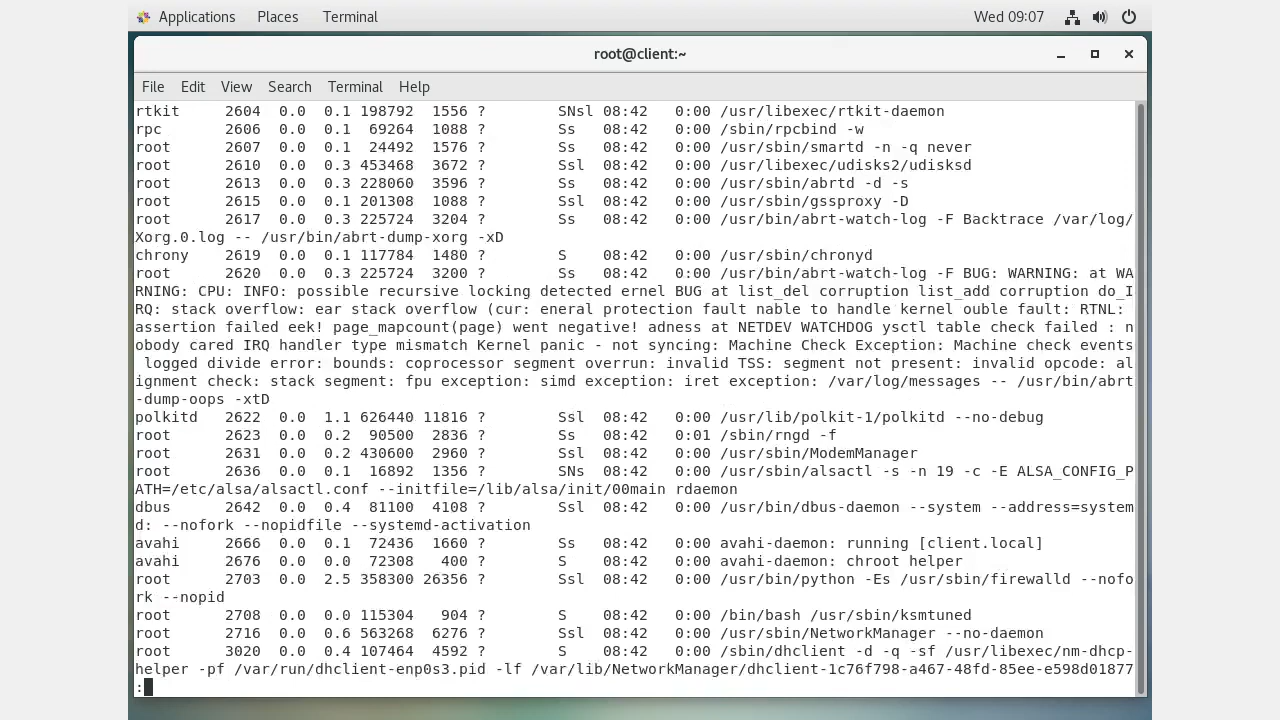 Applications Places Terminal Wed 09:07
root@client:~
File Edit View Search Terminal Help
rtkit 2604 0.0 0.1 198792 1556 ? SNsl 08:42 0:00 /usr/libexec/rtkit-daemon
rpc 2606 0.0 0.1 69264 1088 ? Ss 08:42 0:00 /sbin/rpcbind -w
root 2607 0.0 0.1 24492 1576 ? Ss 08:42 0:00 /usr/sbin/smartd -n -q never
root 2610 0.0 0.3 453468 3672 ? Ssl 08:42 0:00 /usr/libexec/udisks2/udisksd
root 2613 0.0 0.3 228060 3596 ? Ss 08:42 0:00 /usr/sbin/abrtd -d -s
root 2615 0.0 0.1 201308 1088 ? Ssl 08:42 0:00 /usr/sbin/gssproxy -D
root 2617 0.0 0.3 225724 3204 ? Ss 08:42 0:00 /usr/bin/abrt-watch-log -F Backtrace /var/log/
Xorg.0.log -- /usr/bin/abrt-dump-xorg -xD
chrony 2619 0.0 0.1 117784 1480 ? S 08:42 0:00 /usr/sbin/chronyd
root 2620 0.0 0.3 225724 3200 ? Ss 08:42 0:00 /usr/bin/abrt-watch-log -F BUG: WARNING: at WA
RNING: CPU: INFO: possible recursive locking detected ernel BUG at list_del corruption list_add corruption do_I
RQ: stack overflow: ear stack overflow (cur: eneral protection fault nable to handle kernel ouble fault: RTNL:
assertion failed eek! page_mapcount(page) went negative! adness at NETDEV WATCHDOG ysctl table check failed : n
obody cared IRQ handler type mismatch Kernel panic - not syncing: Machine Check Exception: Machine check events
logged divide error: bounds: coprocessor segment overrun: invalid TSS: segment not present: invalid opcode: al
ignment check: stack segment: fpu exception: simd exception: iret exception: /var/log/messages -- /usr/bin/abrt
-dump-oops -xtD
polkitd 2622 0.0 1.1 626440 11816 ? Ssl 08:42 0:00 /usr/lib/polkit-1/polkitd --no-debug
root 2623 0.0 0.2 90500 2836 ? Ss 08:42 0:01 /sbin/rngd -f
root 2631 0.0 0.2 430600 2960 ? Ssl 08:42 0:00 /usr/sbin/ModemManager
root 2636 0.0 0.1 16892 1356 ? SNs 08:42 0:00 /usr/sbin/alsactl -s -n 19 -c -E ALSA_CONFIG_P
ATH=/etc/alsa/alsactl.conf --initfile=/lib/alsa/init/00main rdaemon
dbus 2642 0.0 0.4 81100 4108 ? Ssl 08:42 0:00 /usr/bin/dbus-daemon --system --address=system
d: --nofork --nopidfile --systemd-activation
avahi 2666 0.0 0.1 72436 1660 ? Ss 08:42 0:00 avahi-daemon: running [client.local]
avahi 2676 0.0 0.0 72308 400 ? S 08:42 0:00 avahi-daemon: chroot helper
root 2703 0.0 2.5 358300 26356 ? Ssl 08:42 0:00 /usr/bin/python -Es /usr/sbin/firewalld --nofo
rk --nopid
root 2708 0.0 0.0 115304 904 ? S 08:42 0:00 /bin/bash /usr/sbin/ksmtuned
root 2716 0.0 0.6 563268 6276 ? Ssl 08:42 0:00 /usr/sbin/NetworkManager --no-daemon
root 3020 0.0 0.4 107464 4592 ? S 08:42 0:00 /sbin/dhclient -d -q -sf /usr/libexec/nm-dhcp-
helper -pf /var/run/dhclient-enp0s3.pid -lf /var/lib/NetworkManager/dhclient-1c76f798-a467-48fd-85ee-e598d01877
: